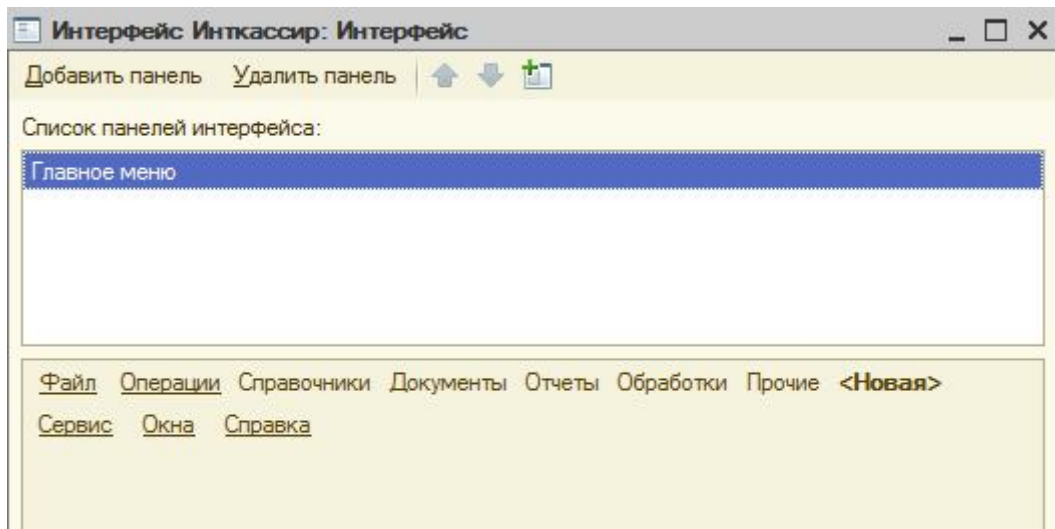 Интерфейс Инткассир: Интерфейс
Добавить панель Удалить панель
Список панелей интерфейса:
Главное меню
Файл Операции Справочники Документы Отчеты Обработки Прочие <Новая>
Сервис Окна Справка